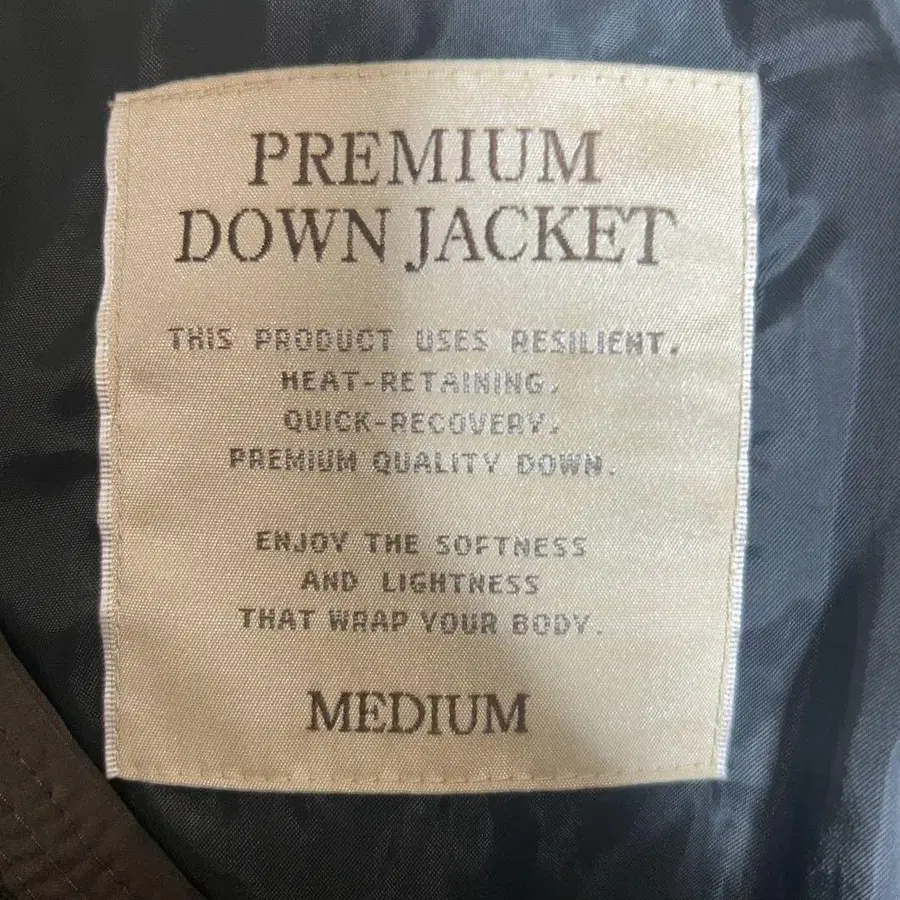 PREMIUM
DOWN JACKET
THIS PRODUCT USES RESILIENT,
HEAT-RETAINING,
QUICK-RECOVERY,
PREMIUM QUALITY DOWN.
ENJOY THE SOFTNESS
AND LIGHTNESS
THAT WRAP YOUR BODY.
MEDIUM